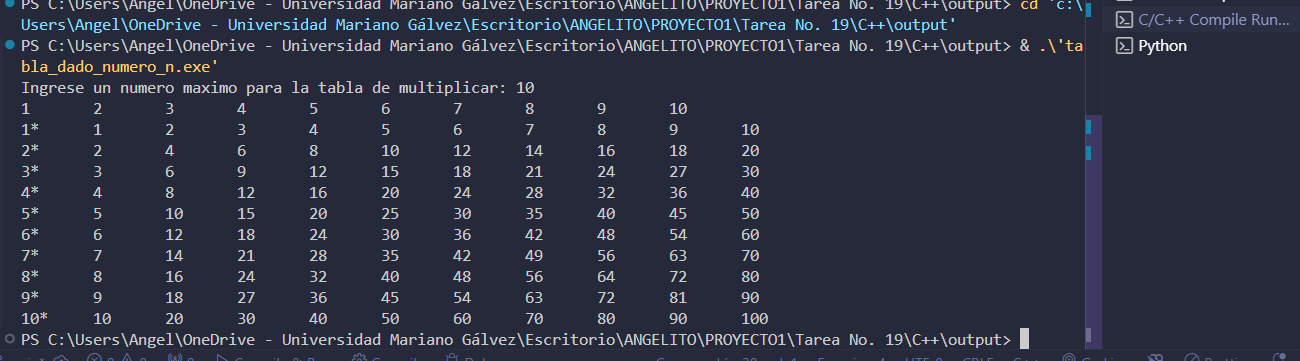 PS C:\Users\Angel\OneDrive - Universidad Mariano Gálvez\Escritorio\ANGELITO\PROYECTO1\Tarea No. 19\C++\output> cd 'c:\
Users\Angel\OneDrive - Universidad Mariano Gálvez\Escritorio\ANGELITO\PROYECTO1\Tarea No. 19\C++\output'
PS C:\Users\Angel\OneDrive - Universidad Mariano Gálvez\Escritorio\ANGELITO\PROYECTO1\Tarea No. 19\C++\output> & .\'ta
bla_dado_numero_n.exe'
Ingrese un numero maximo para la tabla de multiplicar: 10
1 2 3 4 5 6 7 8 9 10
1* 1 2 3 4 5 6 7 8 9 10
2* 2 4 6 8 10 12 14 16 18 20
3* 3 6 9 12 15 18 21 24 27 30
4* 4 8 12 16 20 24 28 32 36 40
5* 5 10 15 20 25 30 35 40 45 50
6* 6 12 18 24 30 36 42 48 54 60
7* 7 14 21 28 35 42 49 56 63 70
8* 8 16 24 32 40 48 56 64 72 80
9* 9 18 27 36 45 54 63 72 81 90
10* 10 20 30 40 50 60 70 80 90 100
PS C:\Users\Angel\OneDrive - Universidad Mariano Gálvez\Escritorio\ANGELITO\PROYECTO1\Tarea No. 19\C++\output>
C/C++ Compile Run...
Python